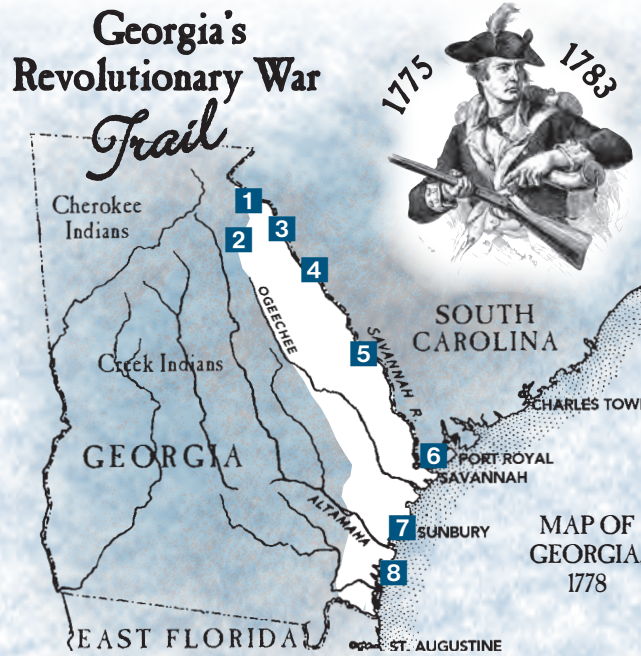 Georgia's
Revolutionary War
Trail
1775
1783
Cherokee
Indians
1
2
3
4
OGEECHEE
SAVANNAH R.
SOUTH
CAROLINA
5
Creek Indians
CHARLES TOW
GEORGIA
6
PORT ROYAL
SAVANNAH
ALTAMAHA
7
SUNBURY
MAP OF
GEORGIA
1778
8
EAST FLORIDA
ST. AUGUSTINE